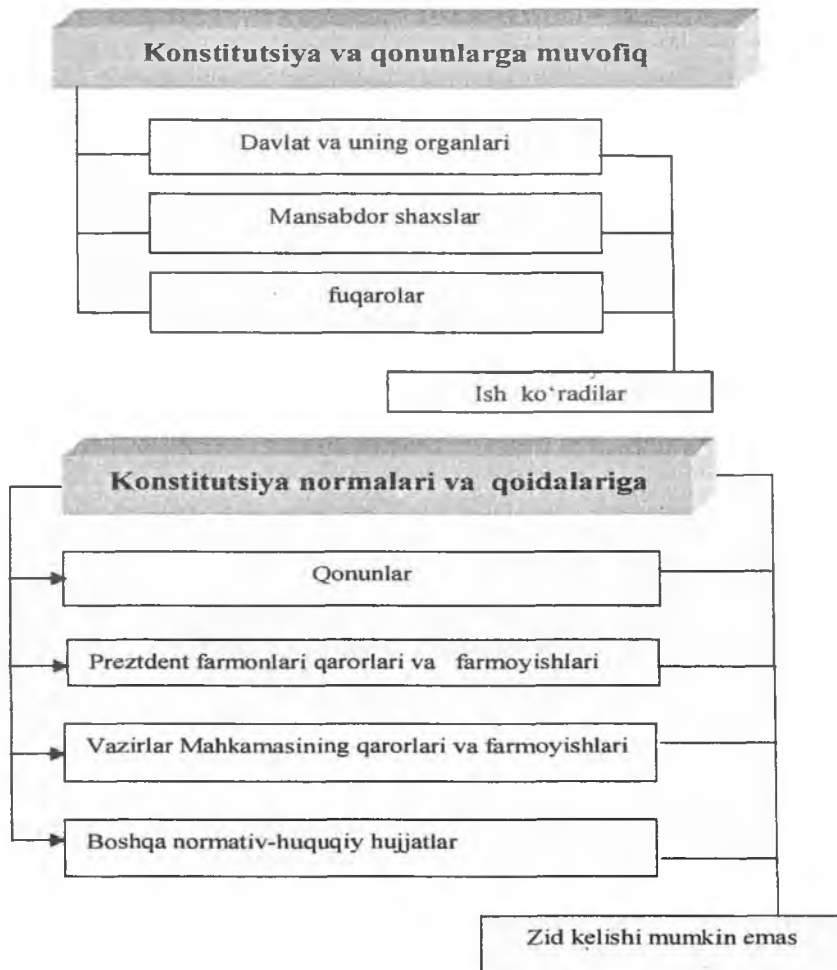 Konstitutsiya va qonunlarga muvofiq
Davlat va uning organlari
Mansabdor shaxslar
fuqarolar
Ish ko‘radilar
Konstitutsiya normalari va qoidalariga
Qonunlar
Preztdent farmonlari qarorlari va farmoyishlari
Vazirlar Mahkamasining qarorlari va farmoyishlari
Boshqa normativ-huquqiy hujjatlar
Zid kelishi mumkin emas